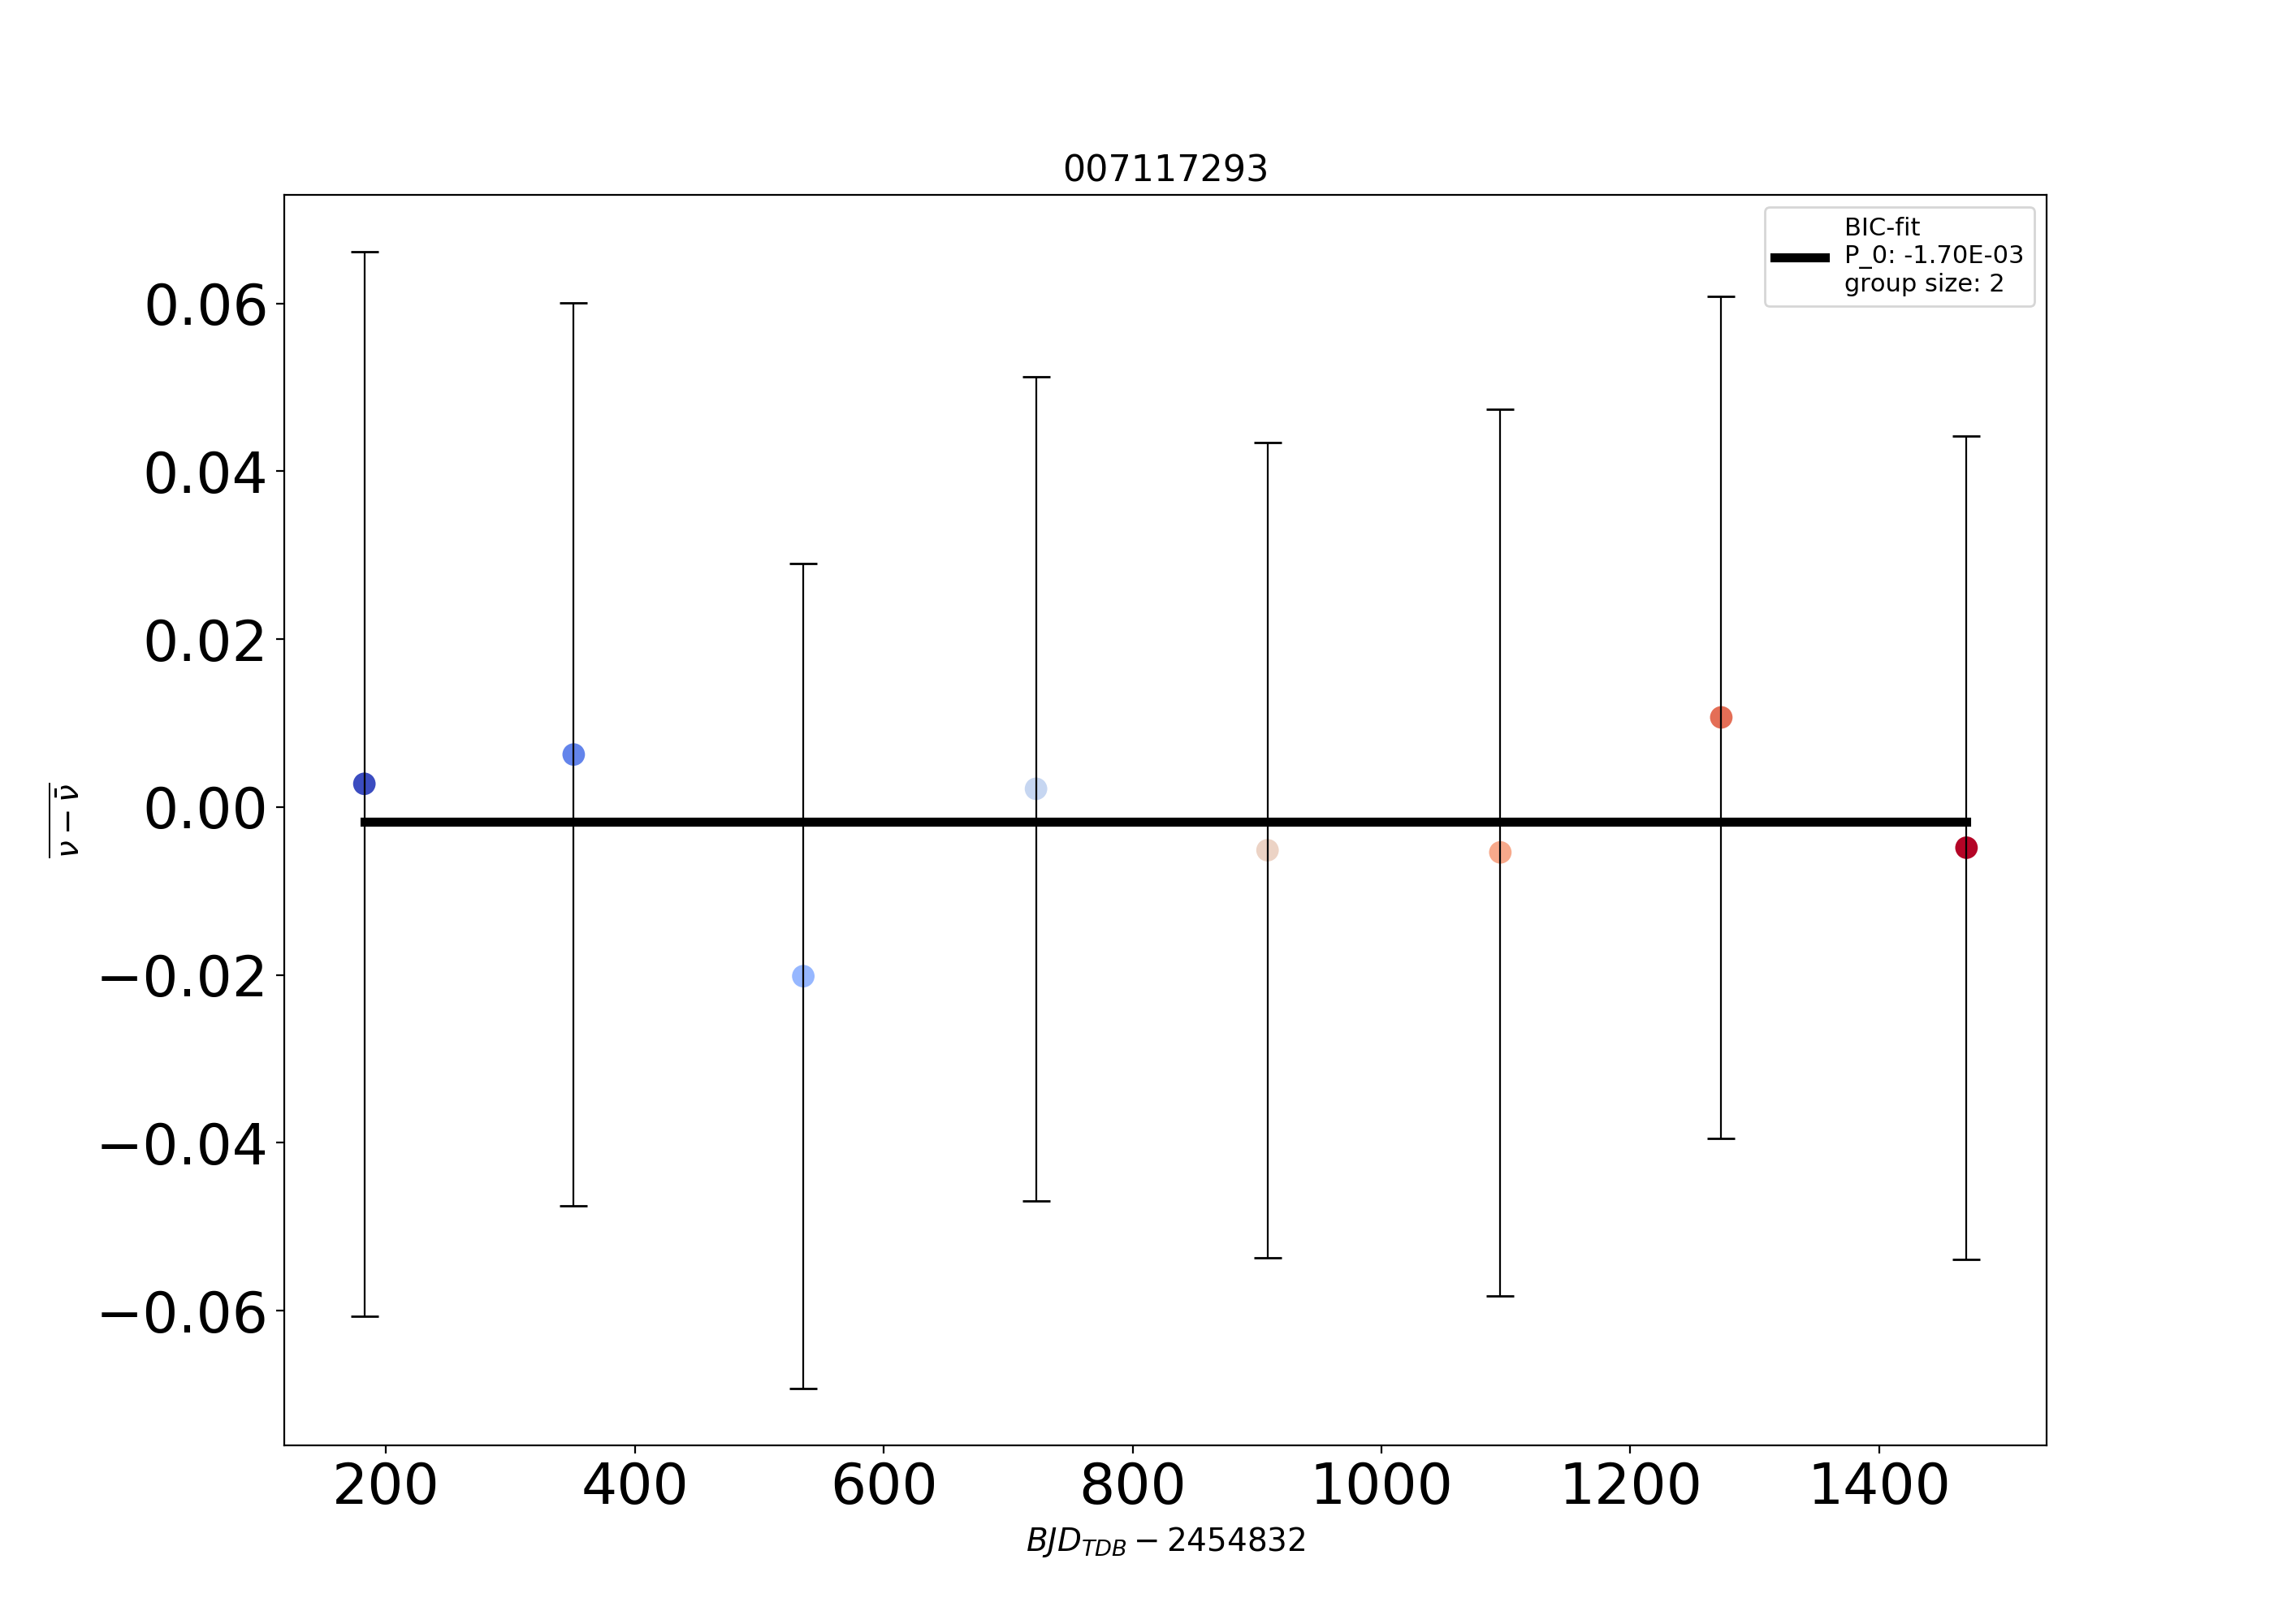 007117293
BIC-fit
P_0: -1.70E-03
group size: 2
0.06
0.04
0.02
0.00
−0.02
−0.04
−0.06
ν − ν̄
200 400 600 800 1000 1200 1400
BJD_TDB − 2454832